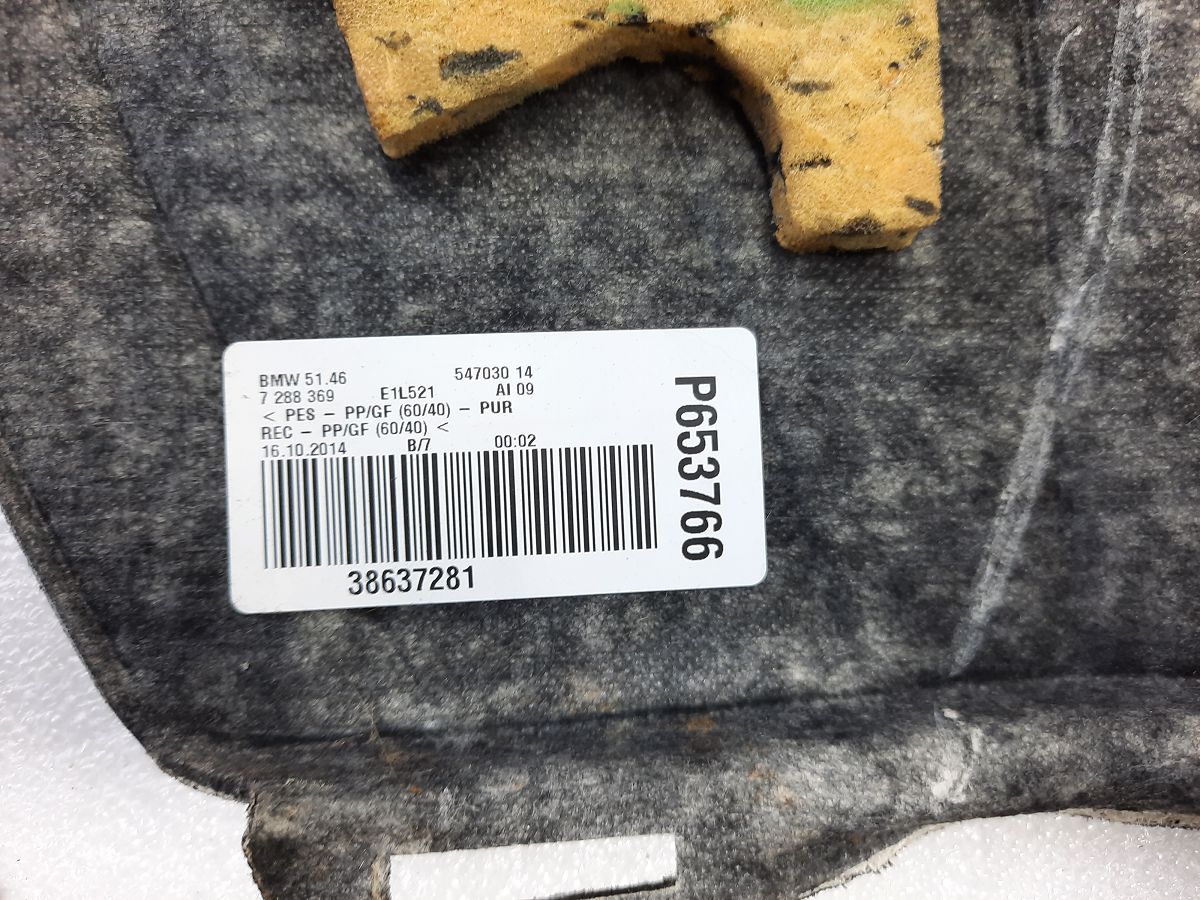 BMW 51.46 547030 14
7 288 369 E1L521 AI 09
< PES - PP/GF (60/40) - PUR
REC - PP/GF (60/40) <
16.10.2014 B/7 00:02
38637281
P653766